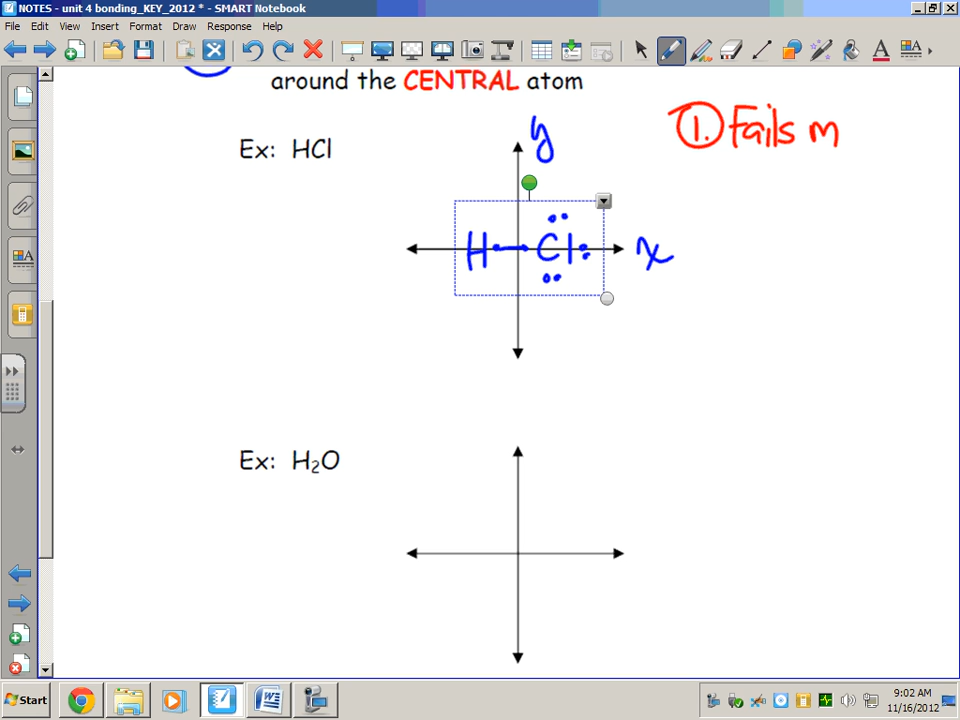 NOTES - unit 4 bonding_KEY_2012 * - SMART Notebook
File Edit View Insert Format Draw Response Help
around the CENTRAL atom
Ex: HCl
y
1. Fails m
H Cl
x
Ex: H₂O
Start
9:02 AM
11/16/2012